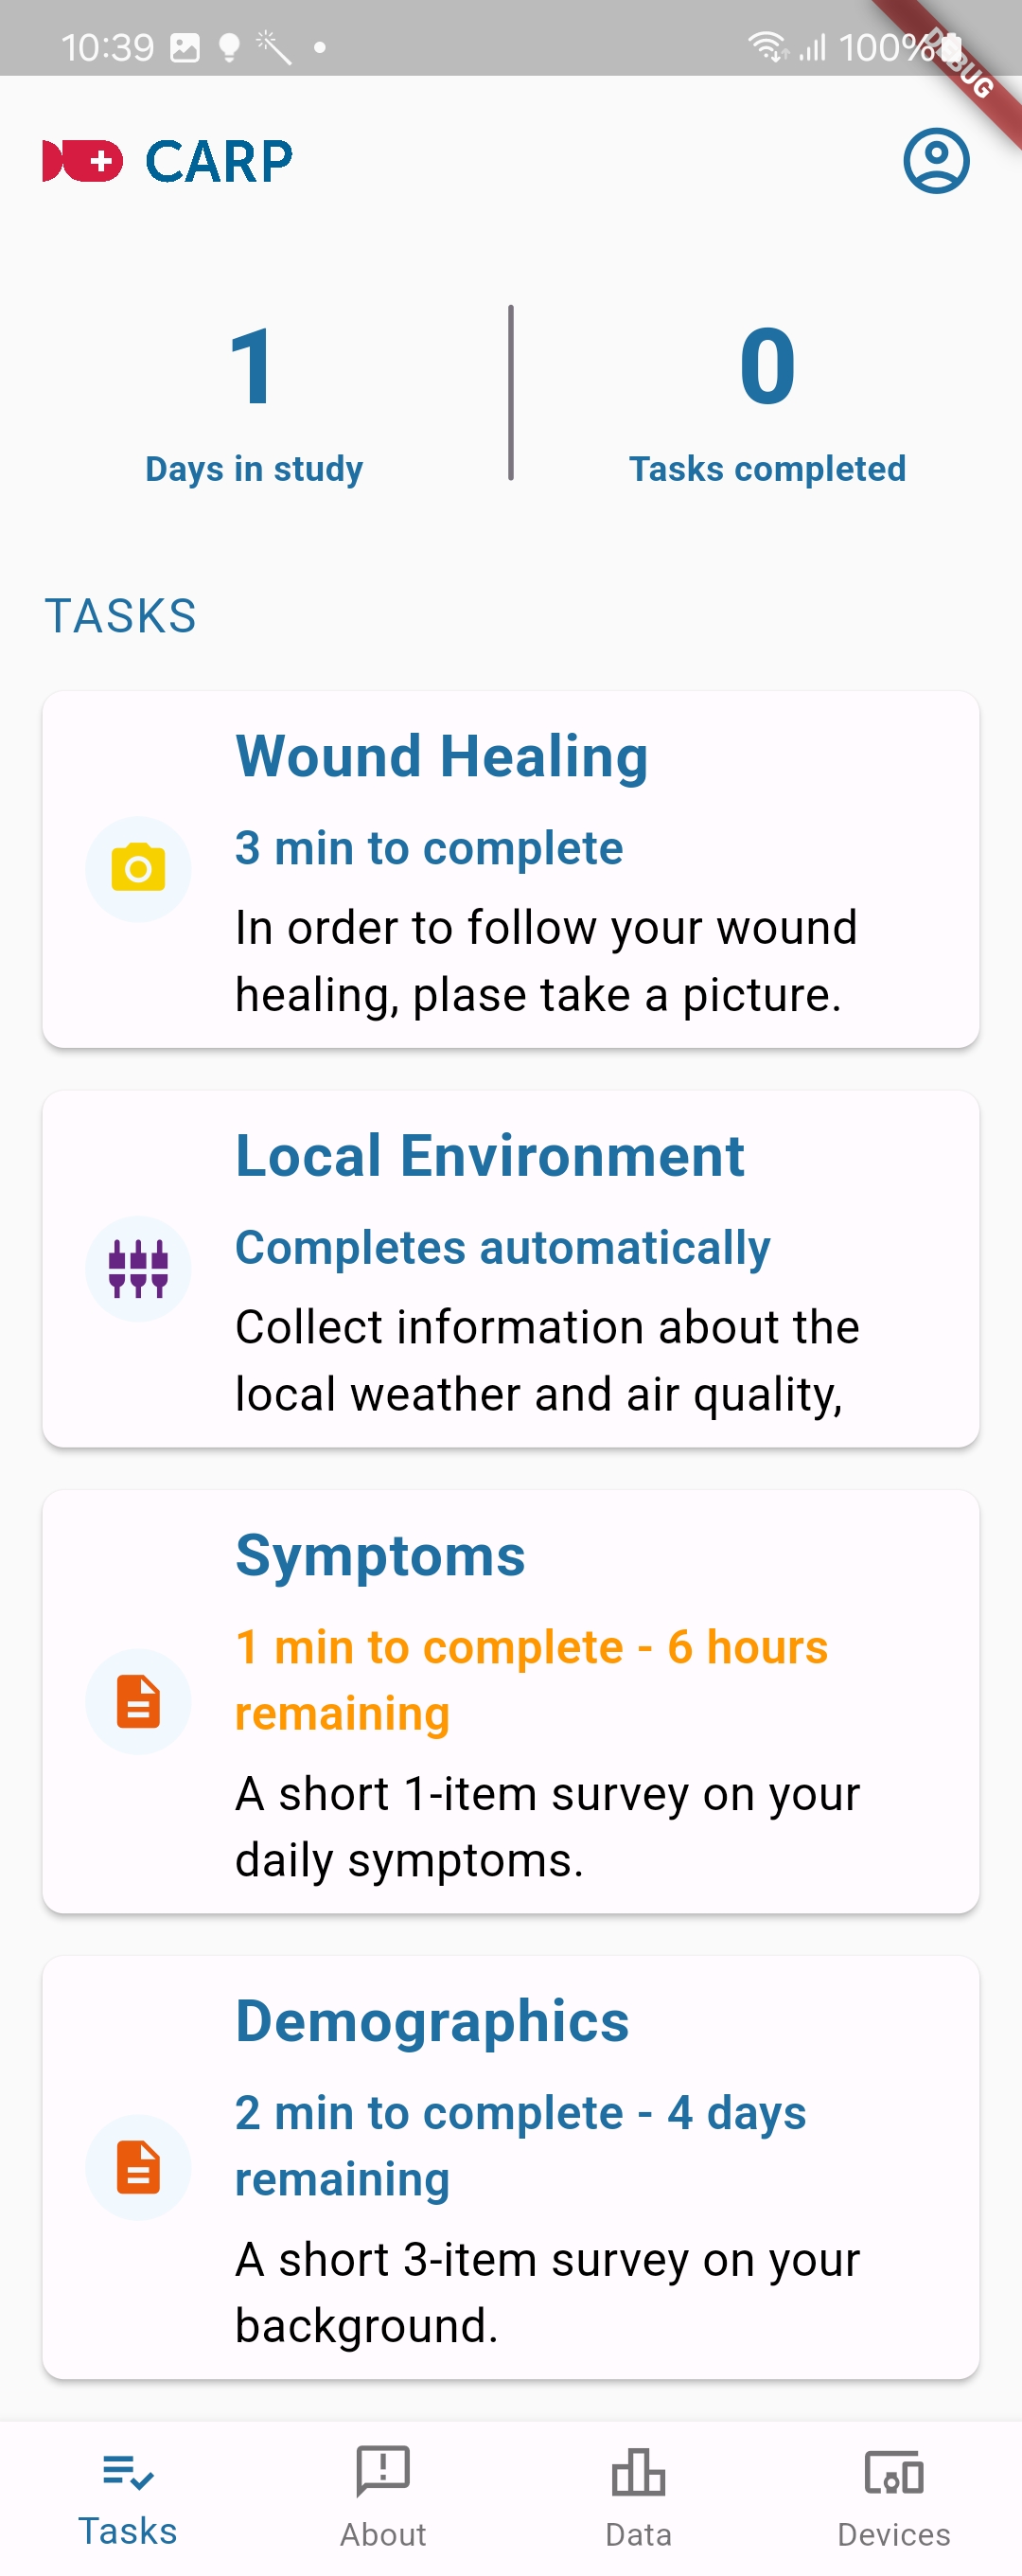 10:39
100%
DEBUG
CARP
1
Days in study
0
Tasks completed
TASKS
Wound Healing
3 min to complete
In order to follow your wound
healing, plase take a picture.
Local Environment
Completes automatically
Collect information about the
local weather and air quality,
Symptoms
1 min to complete - 6 hours
remaining
A short 1-item survey on your
daily symptoms.
Demographics
2 min to complete - 4 days
remaining
A short 3-item survey on your
background.
Tasks
About
Data
Devices